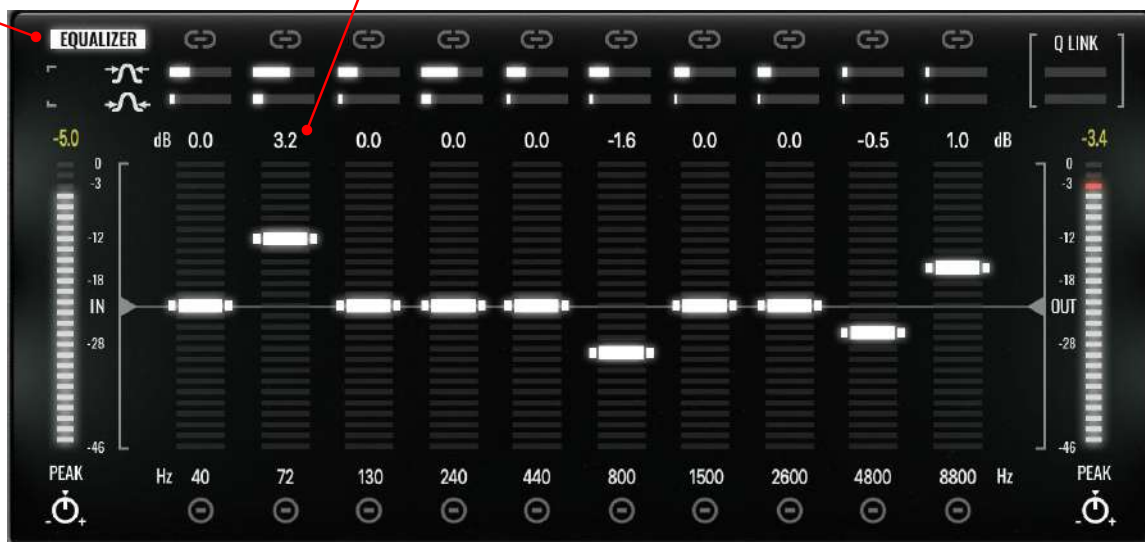 EQUALIZER
Q LINK
-5.0 dB 0.0 3.2 0.0 0.0 0.0 -1.6 0.0 0.0 -0.5 1.0 dB -3.4
0 0
-3 -3
-12 -12
-18 -18
IN OUT
-28 -28
-46 -46
PEAK Hz 40 72 130 240 440 800 1500 2600 4800 8800 Hz PEAK
- + - +